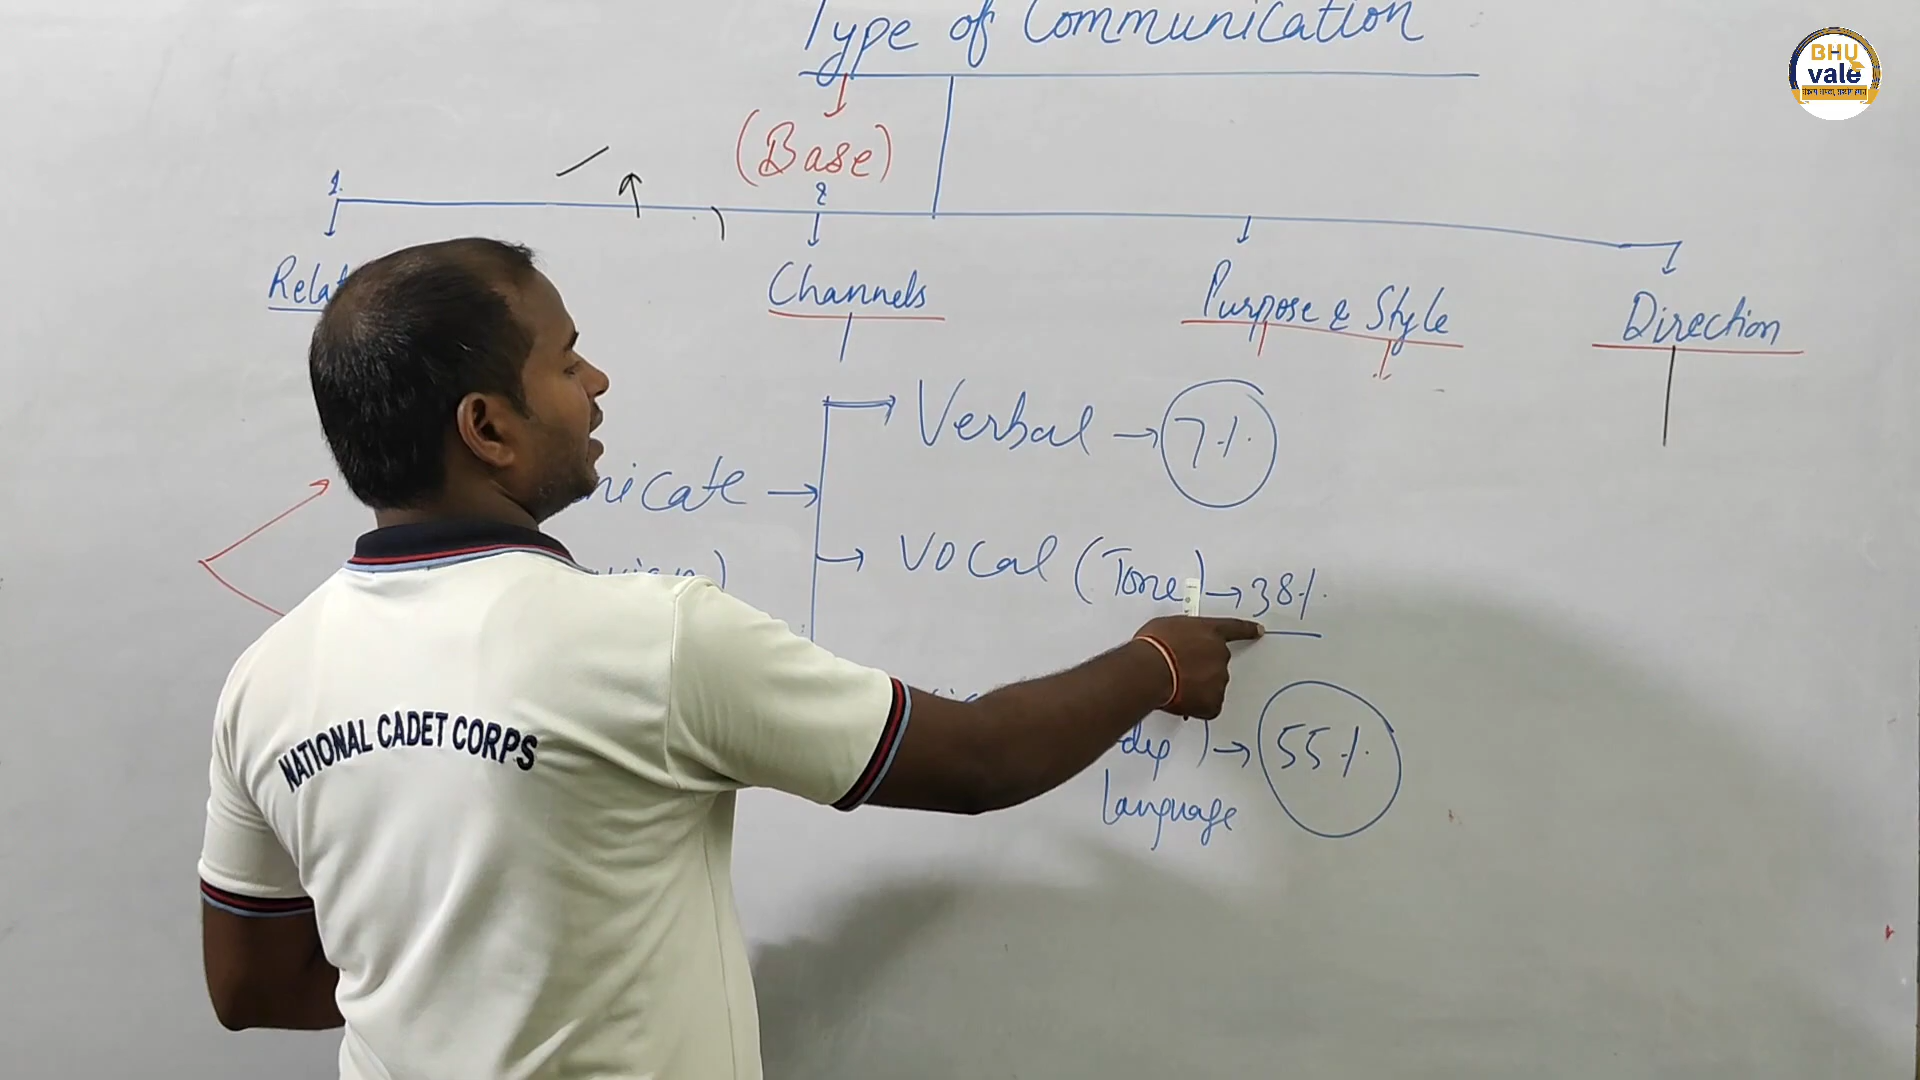 Type of Communication
BHU
vale
(Base)
1.
2
Channels
Purpose & Style
Direction
Verbal → 7%
→
Vocal (Tone) → 38%
→ 55%
language
NATIONAL CADET CORPS